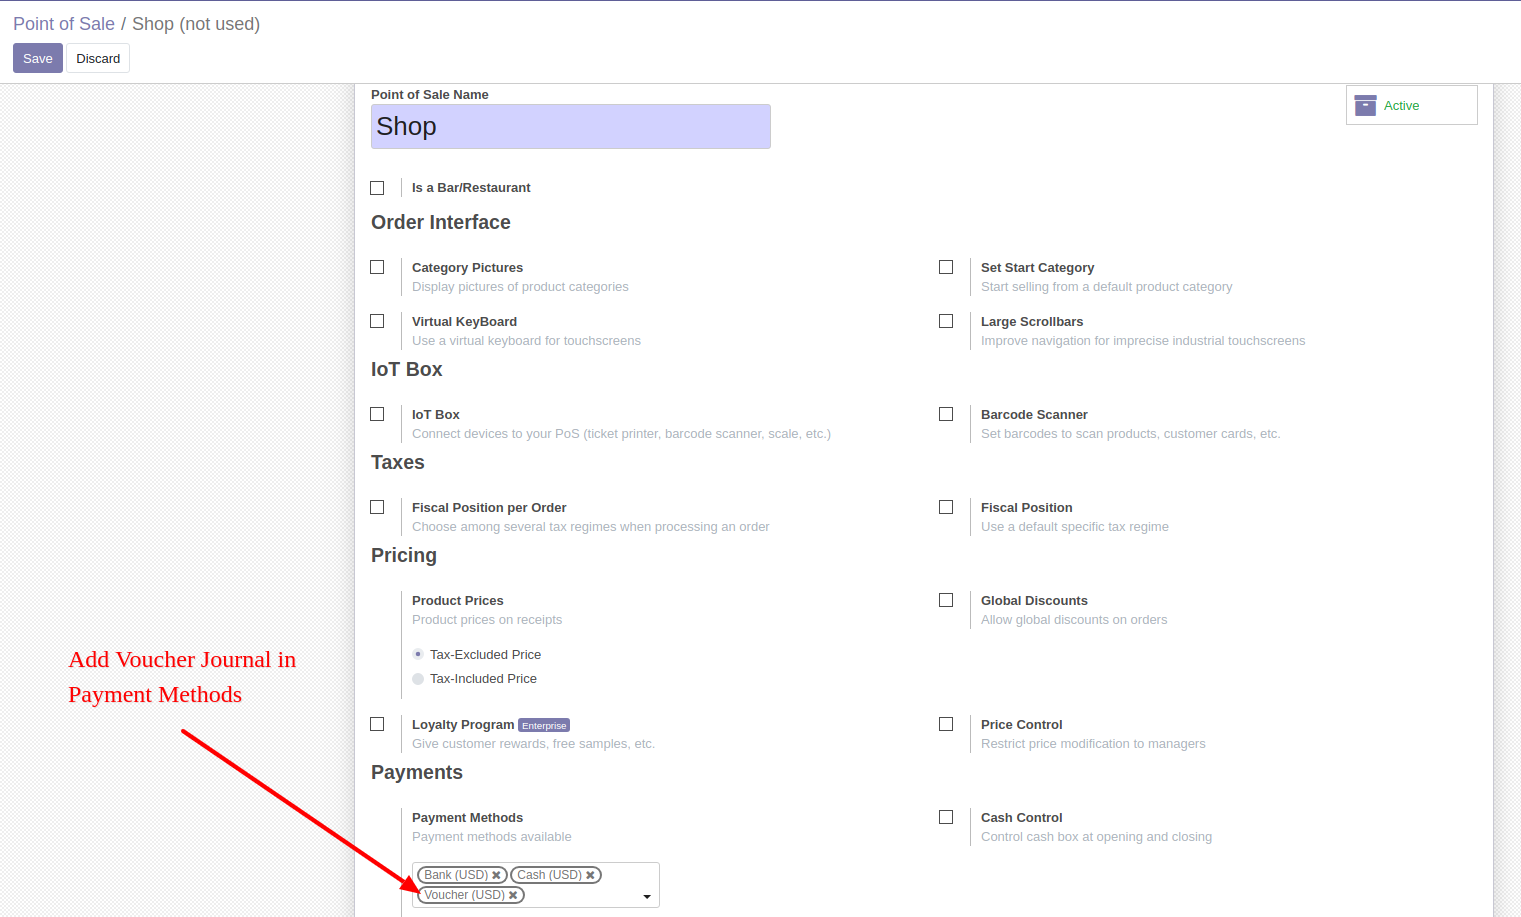 Point of Sale / Shop (not used)
Save Discard
Point of Sale Name
Shop
Active
Is a Bar/Restaurant
Order Interface
Category Pictures
Display pictures of product categories
Set Start Category
Start selling from a default product category
Virtual KeyBoard
Use a virtual keyboard for touchscreens
Large Scrollbars
Improve navigation for imprecise industrial touchscreens
IoT Box
IoT Box
Connect devices to your PoS (ticket printer, barcode scanner, scale, etc.)
Barcode Scanner
Set barcodes to scan products, customer cards, etc.
Taxes
Fiscal Position per Order
Choose among several tax regimes when processing an order
Fiscal Position
Use a default specific tax regime
Pricing
Product Prices
Product prices on receipts
Tax-Excluded Price
Tax-Included Price
Global Discounts
Allow global discounts on orders
Add Voucher Journal in
Payment Methods
Loyalty Program Enterprise
Give customer rewards, free samples, etc.
Price Control
Restrict price modification to managers
Payments
Payment Methods
Payment methods available
Bank (USD) Cash (USD)
Voucher (USD)
Cash Control
Control cash box at opening and closing